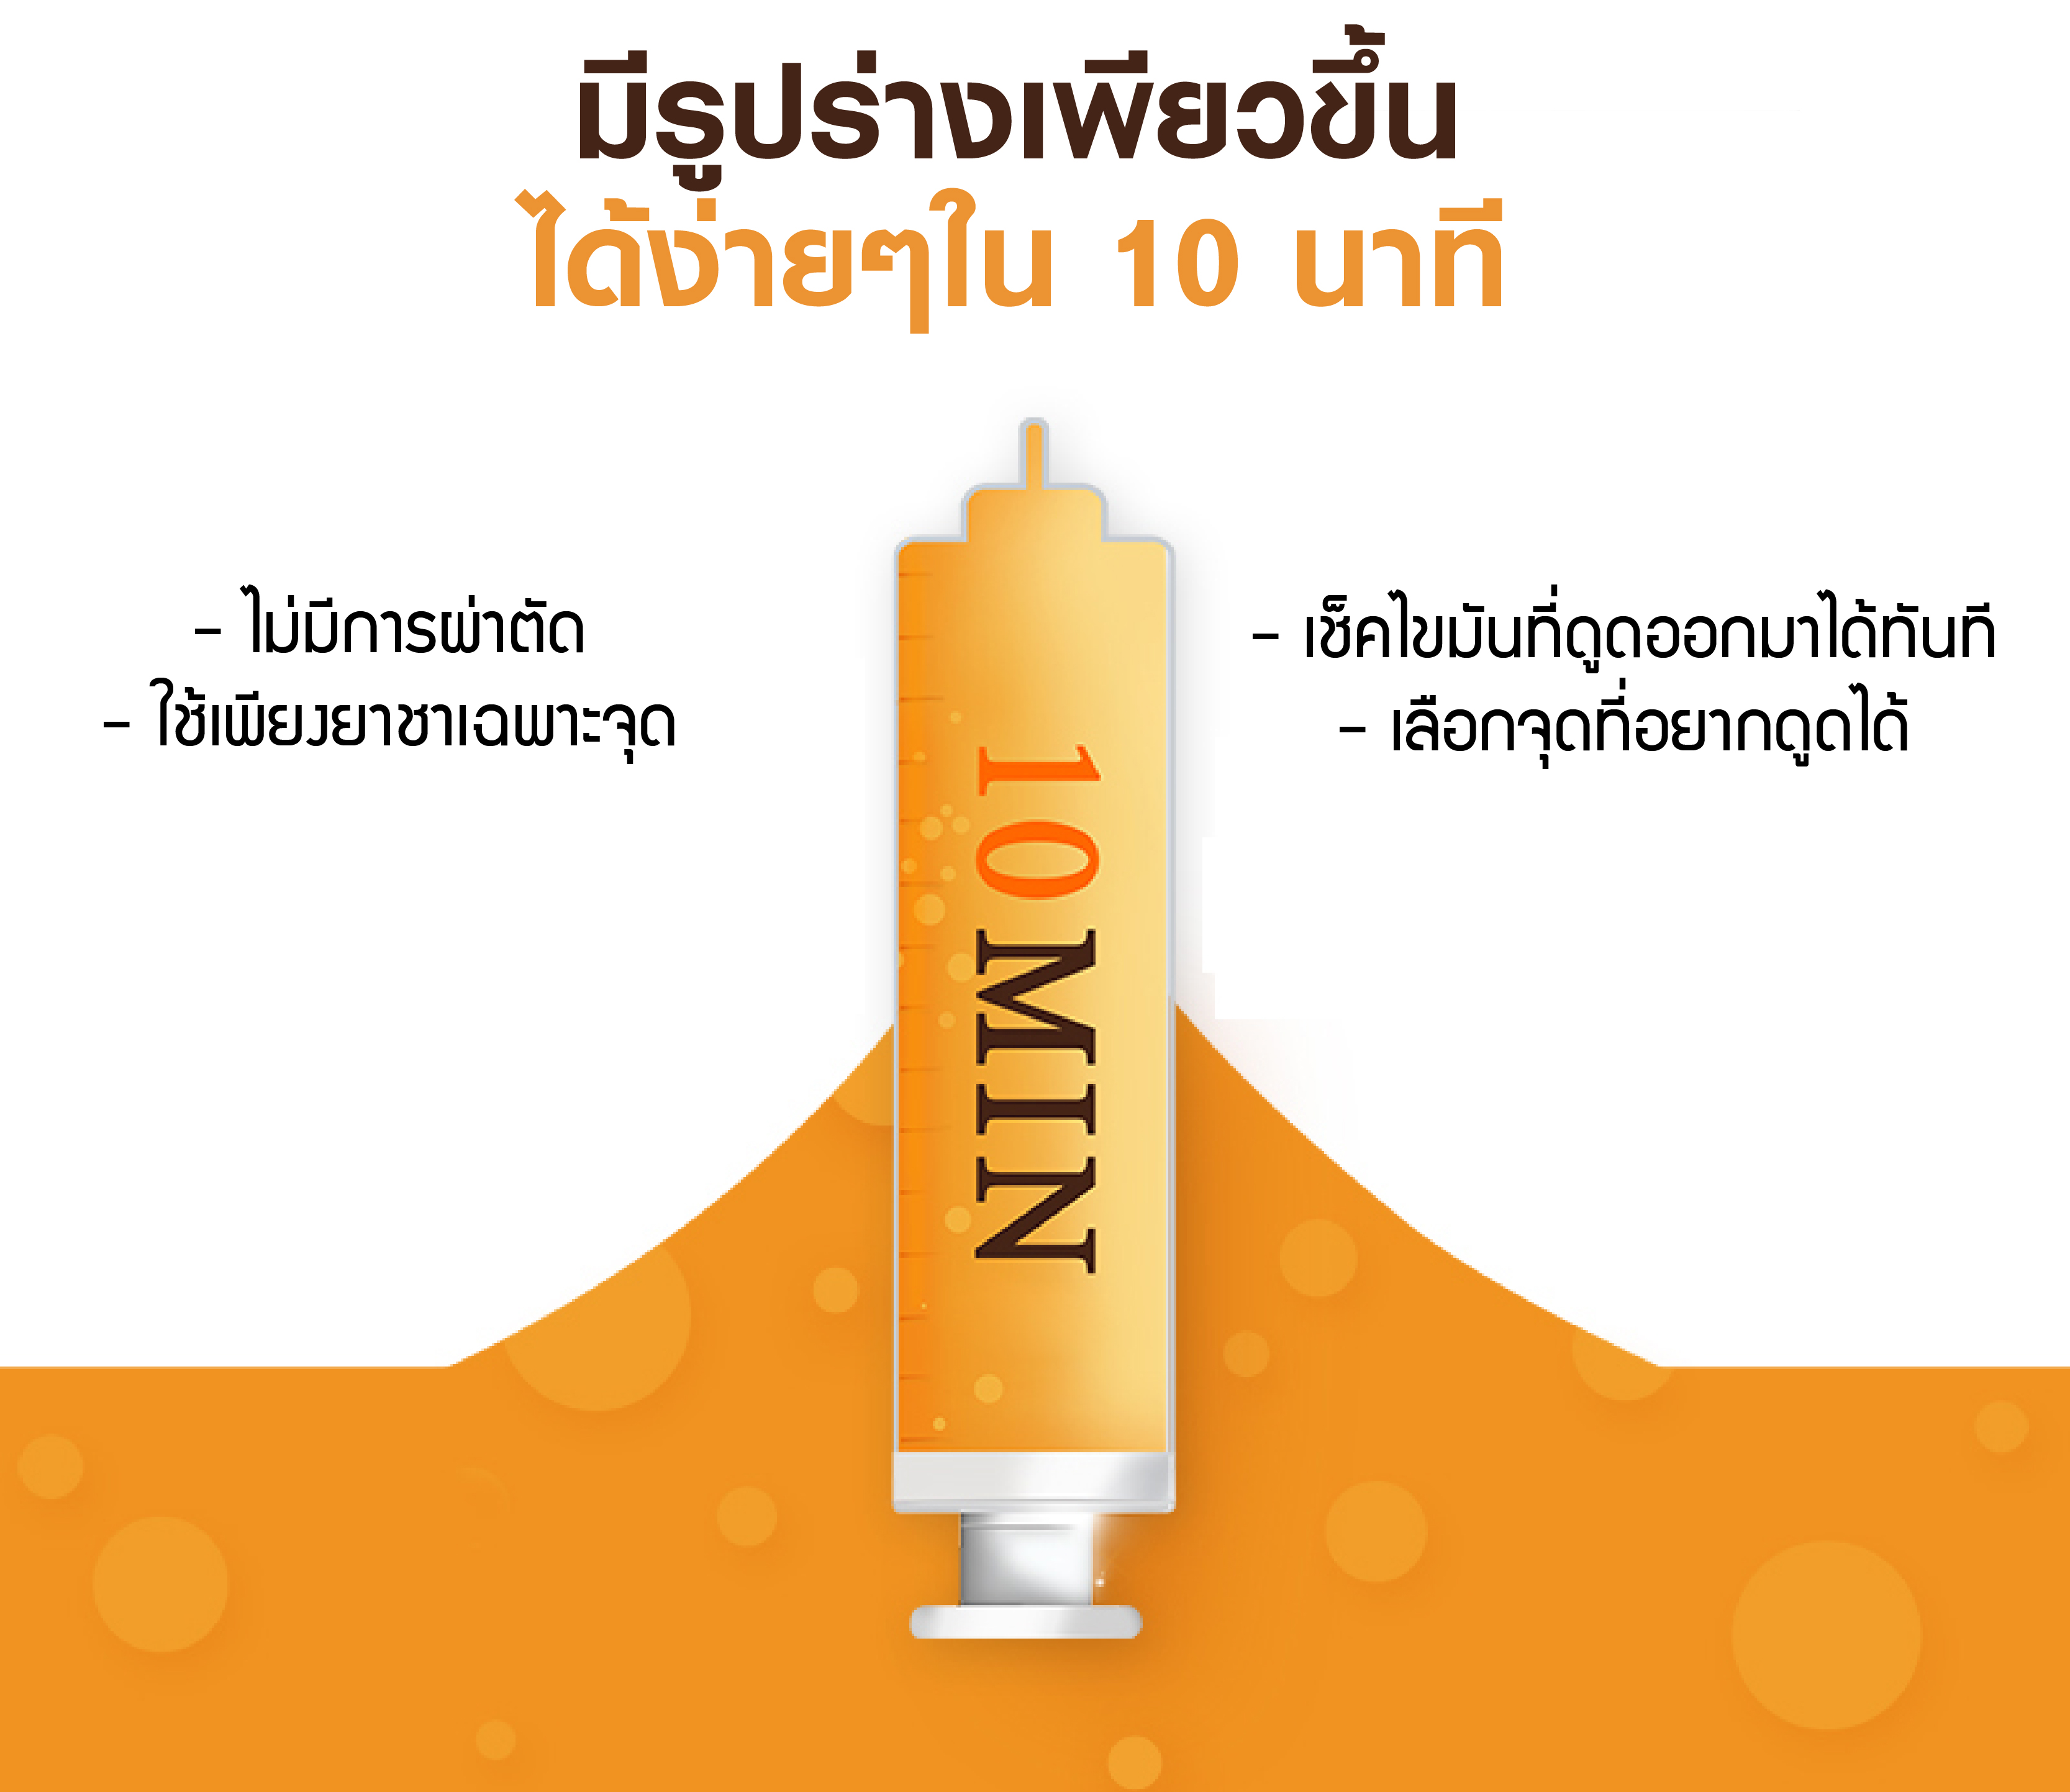 มีรูปร่างเพียวขึ้น
ได้ง่ายๆใน 10 นาที
- ไม่มีการผ่าตัด
- ใช้เพียงยาชาเฉพาะจุด
- เช็คไขมันที่ดูดออกมาได้ทันที
- เลือกจุดที่อยากดูดได้
10MIN